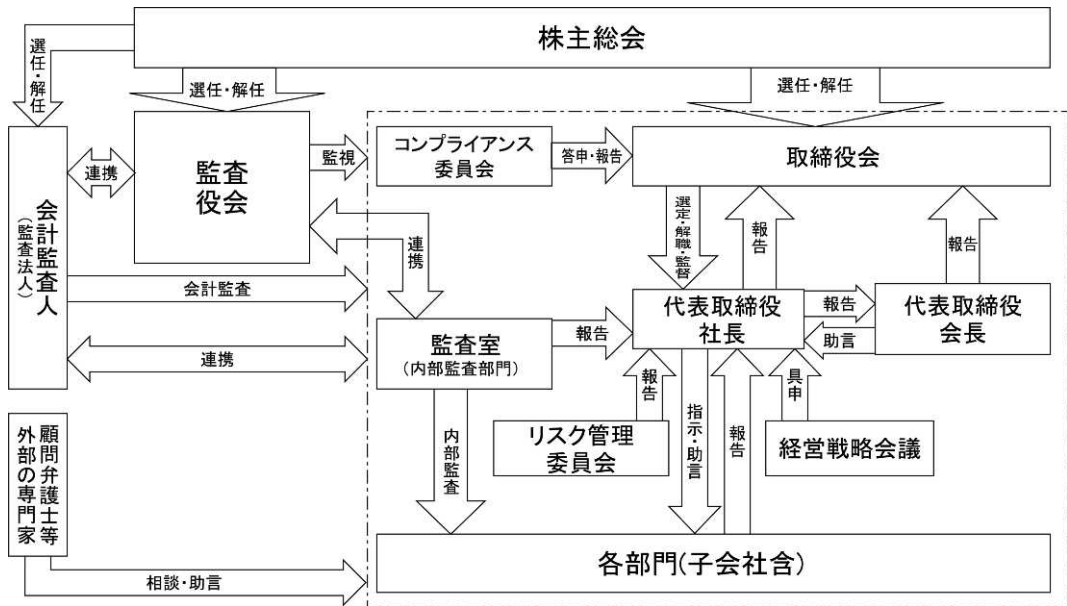 株主総会
選任・解任
選任・解任
選任・解任
監査
役会
監視
コンプライアンス
委員会
答申・報告
取締役会
連携
会計監査人
(監査法人)
連携
選定・解職・監督
報告
報告
会計監査
代表取締役
社長
報告
助言
代表取締役
会長
監査室
(内部監査部門)
報告
連携
報告
具申
リスク管理
委員会
指示・助言
報告
経営戦略会議
内部監査
顧問弁護士等
外部の専門家
各部門(子会社含)
相談・助言